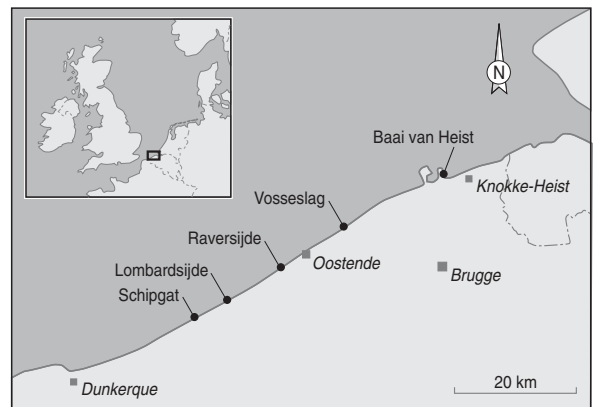 N
Baai van Heist
Knokke-Heist
Vosseslag
Raversijde
Oostende
Brugge
Lombardsijde
Schipgat
Dunkerque
20 km